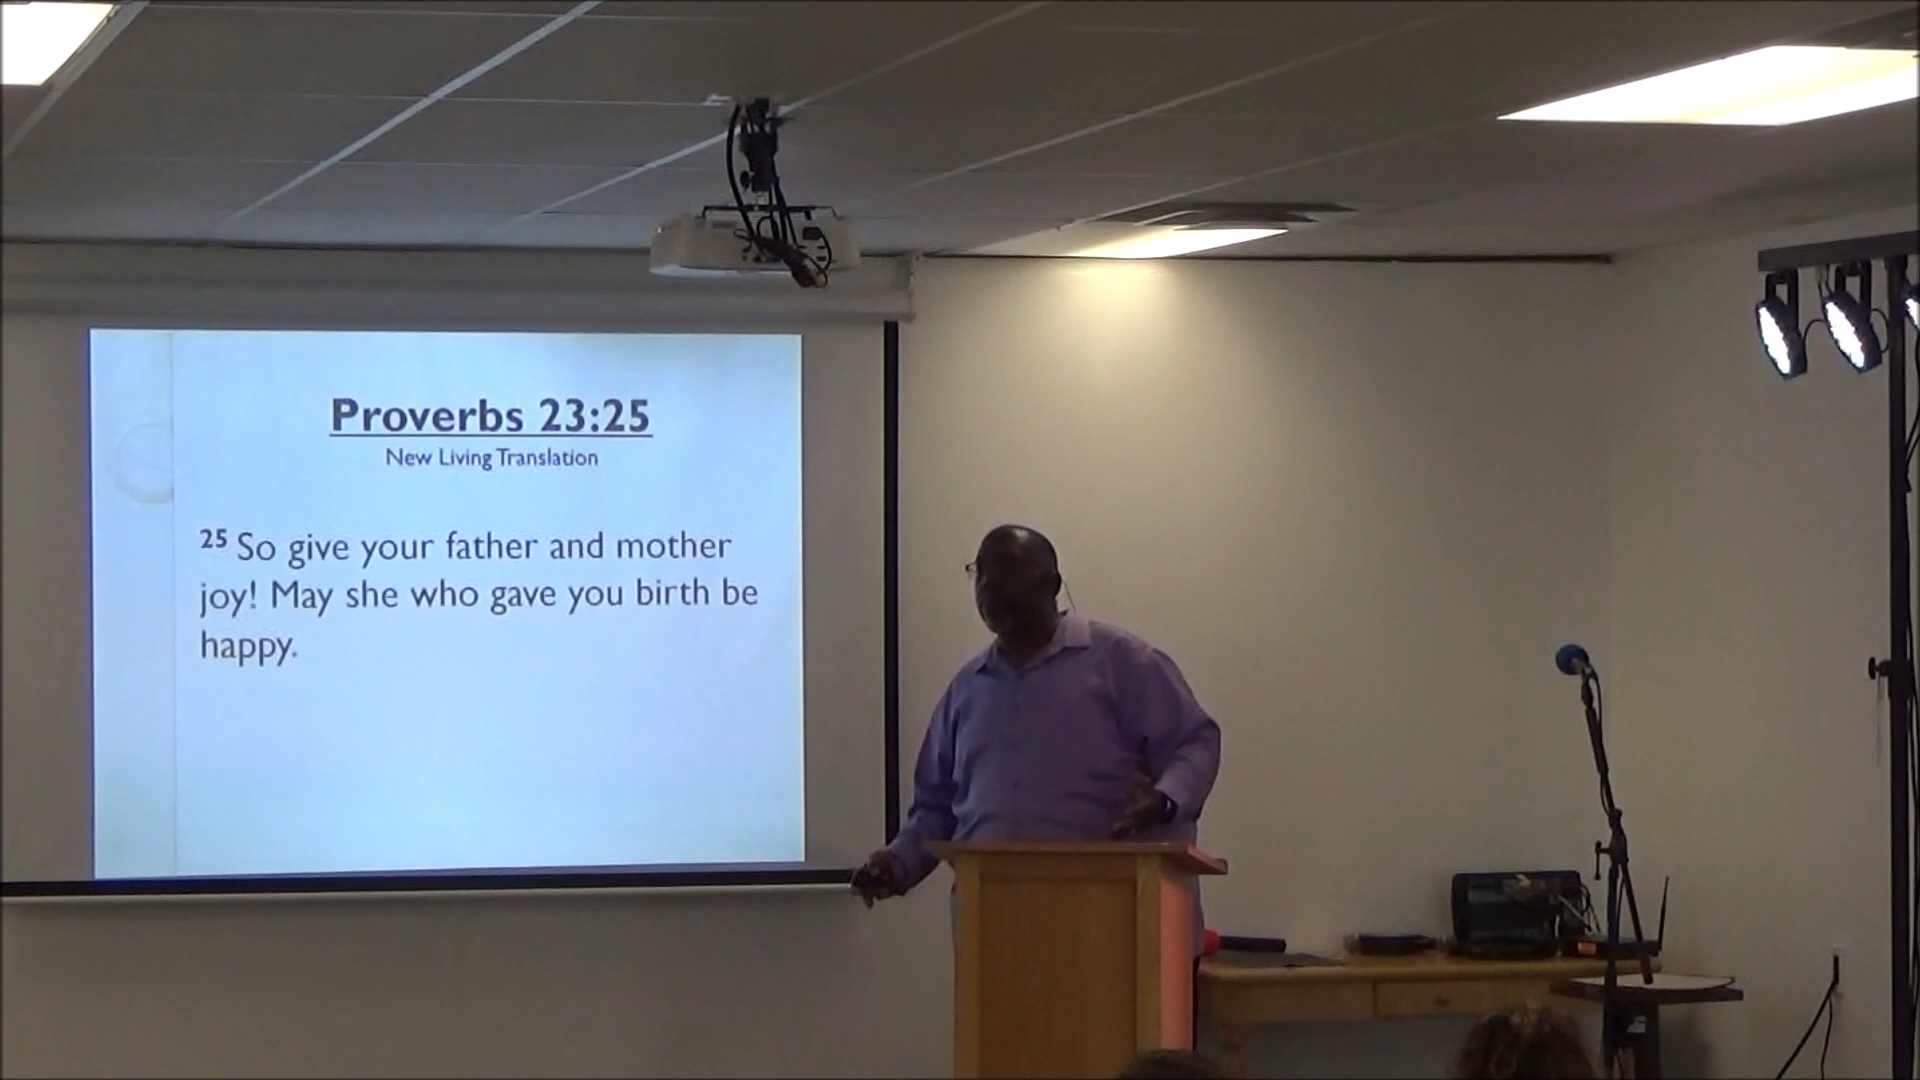 Proverbs 23:25
New Living Translation
25 So give your father and mother
joy! May she who gave you birth be
happy.